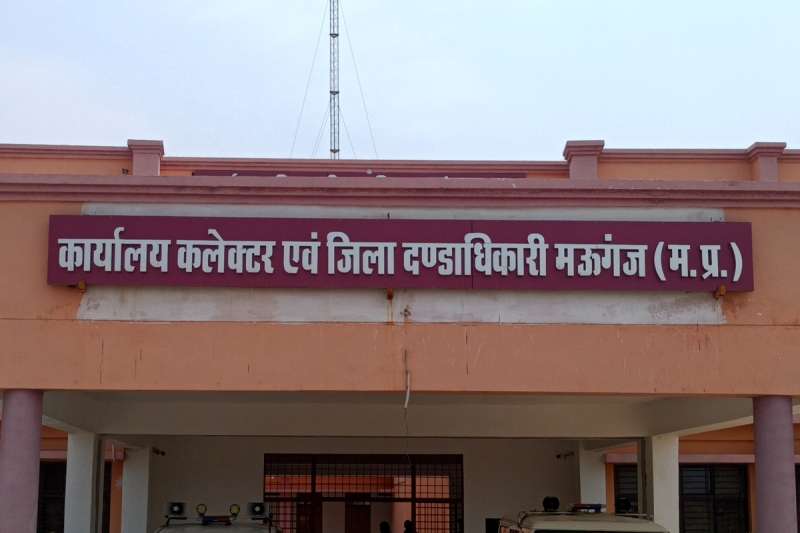 कार्यालय कलेक्टर एवं जिला दण्डाधिकारी मऊगंज (म. प्र.)